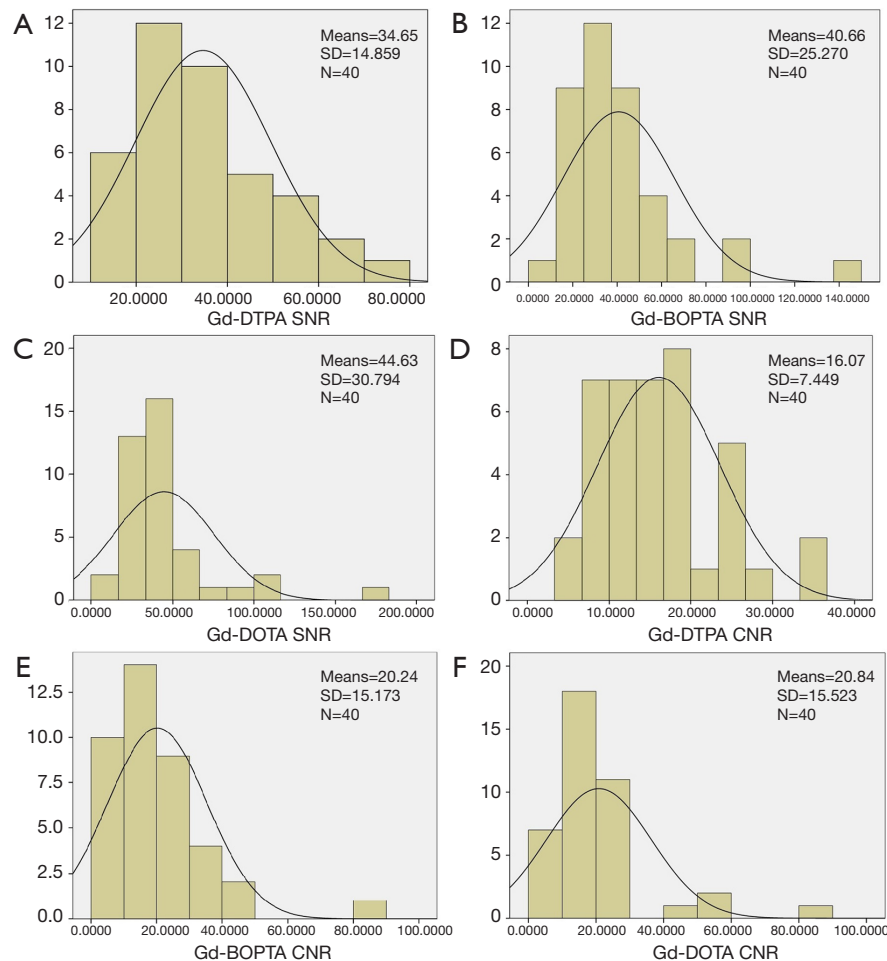 A
Means=34.65
SD=14.859
N=40
12
10
8
6
4
2
0
20.0000 40.0000 60.0000 80.0000
Gd-DTPA SNR
B
Means=40.66
SD=25.270
N=40
12
10
8
6
4
2
0
0.0000 20.0000 40.0000 60.0000 80.0000 100.0000 120.0000 140.0000
Gd-BOPTA SNR
C
Means=44.63
SD=30.794
N=40
20
15
10
5
0
0.0000 50.0000 100.0000 150.0000 200.0000
Gd-DOTA SNR
D
Means=16.07
SD=7.449
N=40
8
6
4
2
0
0.0000 10.0000 20.0000 30.0000 40.0000
Gd-DTPA CNR
E
Means=20.24
SD=15.173
N=40
12.5
10.0
7.5
5.0
2.5
0.0
0.0000 20.0000 40.0000 60.0000 80.0000 100.0000
Gd-BOPTA CNR
F
Means=20.84
SD=15.523
N=40
20
15
10
5
0
0.0000 20.0000 40.0000 60.0000 80.0000 100.0000
Gd-DOTA CNR